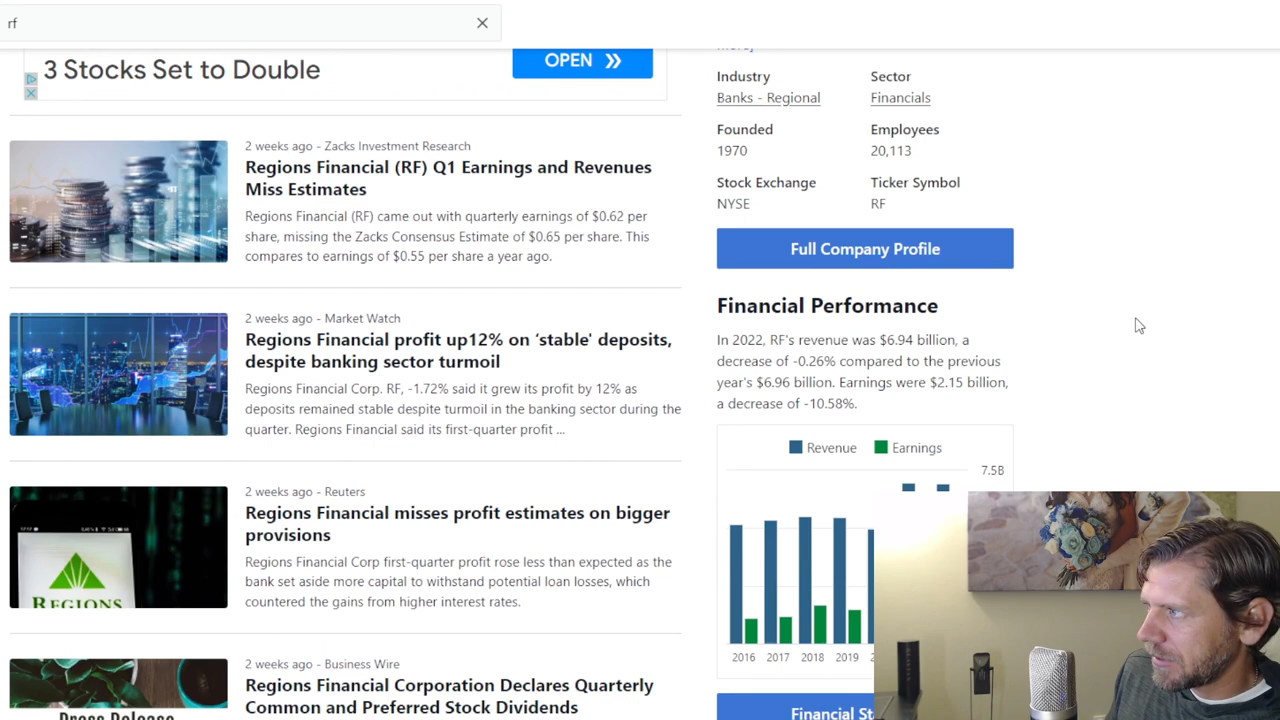 rf
3 Stocks Set to Double
OPEN
2 weeks ago - Zacks Investment Research
Regions Financial (RF) Q1 Earnings and Revenues
Miss Estimates
Regions Financial (RF) came out with quarterly earnings of $0.62 per
share, missing the Zacks Consensus Estimate of $0.65 per share. This
compares to earnings of $0.55 per share a year ago.
2 weeks ago - Market Watch
Regions Financial profit up12% on ‘stable' deposits,
despite banking sector turmoil
Regions Financial Corp. RF, -1.72% said it grew its profit by 12% as
deposits remained stable despite turmoil in the banking sector during the
quarter. Regions Financial said its first-quarter profit ...
2 weeks ago - Reuters
Regions Financial misses profit estimates on bigger
provisions
Regions Financial Corp first-quarter profit rose less than expected as the
bank set aside more capital to withstand potential loan losses, which
countered the gains from higher interest rates.
REGIONS
2 weeks ago - Business Wire
Regions Financial Corporation Declares Quarterly
Common and Preferred Stock Dividends
Press Release
Industry
Sector
Banks - Regional
Financials
Founded
Employees
1970
20,113
Stock Exchange
Ticker Symbol
NYSE
RF
Full Company Profile
Financial Performance
In 2022, RF's revenue was $6.94 billion, a
decrease of -0.26% compared to the previous
year's $6.96 billion. Earnings were $2.15 billion,
a decrease of -10.58%.
Revenue
Earnings
7.5B
2016
2017
2018
2019
Financial